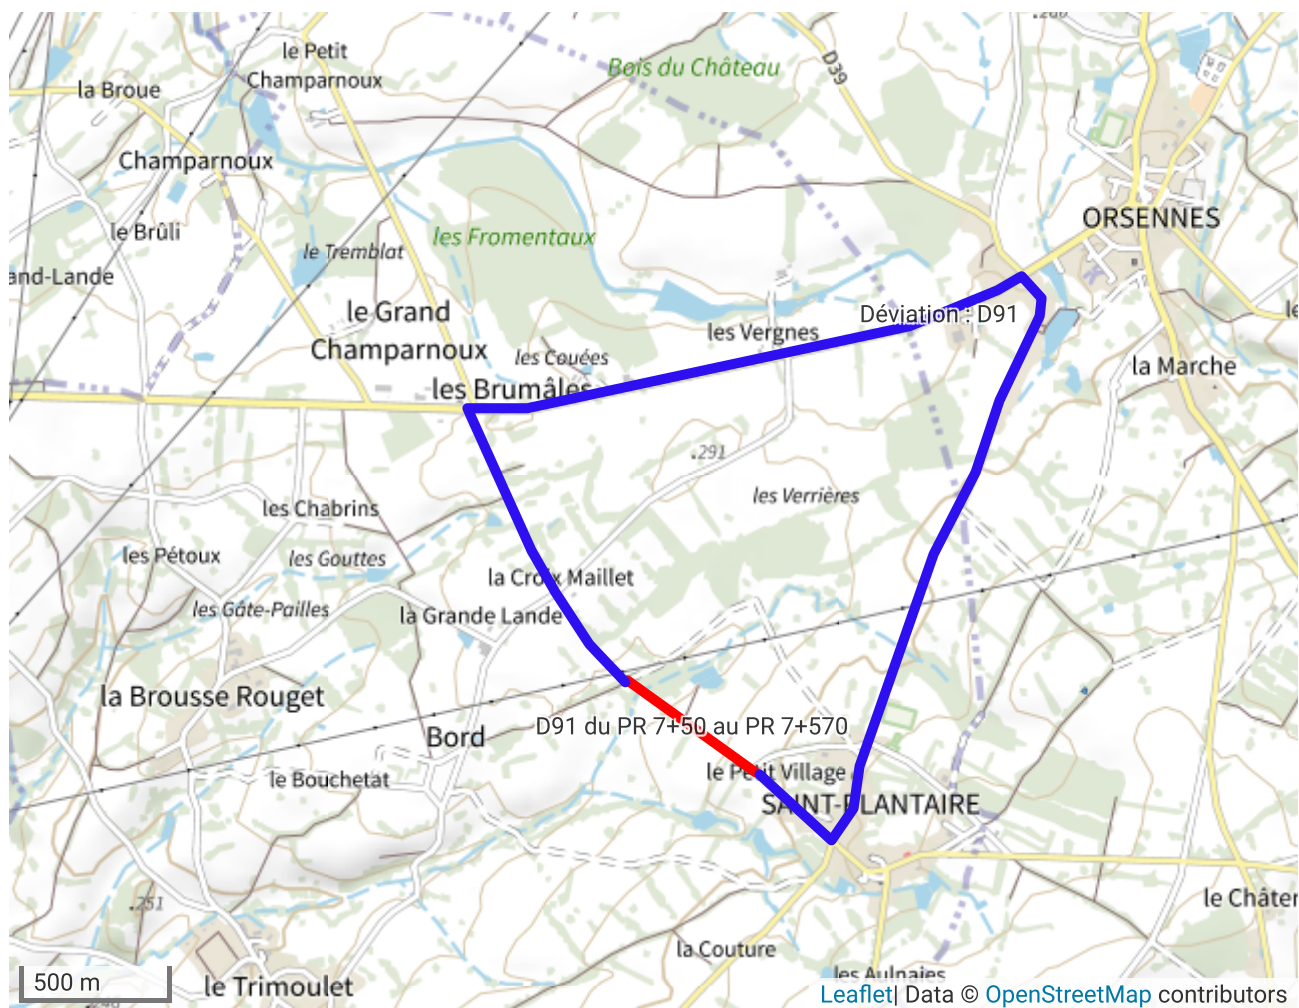 .280
le Petit
Champarnoux
Bois du Château
D39
la Broue
Champarnoux
ORSENNES
le Brûli
les Fromentaux
le Tremblat
and-Lande
le Grand
Champarnoux
Déviation : D91
les Vergnes
les Couées
la Marche
les Brumâles
.291
les Verrières
les Chabrins
les Pétoux
les Gouttes
la Croix Maillet
les Gâte-Pailles
la Grande Lande
la Brousse Rouget
D91 du PR 7+50 au PR 7+570
Bord
le Petit Village
le Bouchetat
SAINT-PLANTAIRE
.251
le Châter
la Couture
les Aulnaies
500 m
le Trimoulet
Leaflet| Data © OpenStreetMap contributors